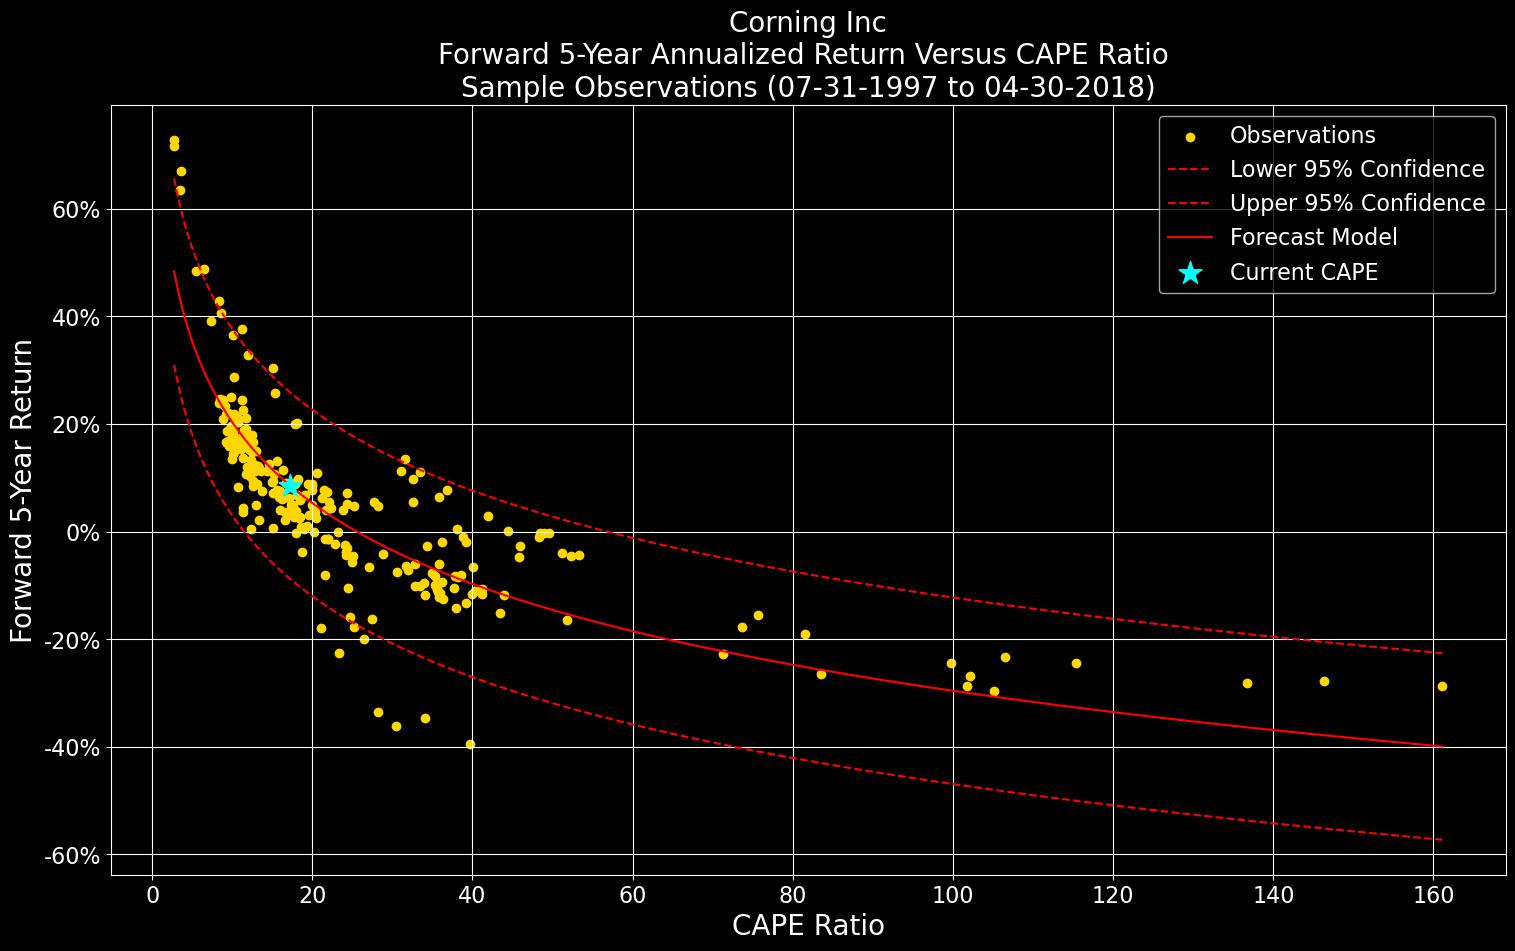 Corning Inc
Forward 5-Year Annualized Return Versus CAPE Ratio
Sample Observations (07-31-1997 to 04-30-2018)
Observations
Lower 95% Confidence
Upper 95% Confidence
Forecast Model
Current CAPE
Forward 5-Year Return
60%
40%
20%
0%
-20%
-40%
-60%
0 20 40 60 80 100 120 140 160
CAPE Ratio